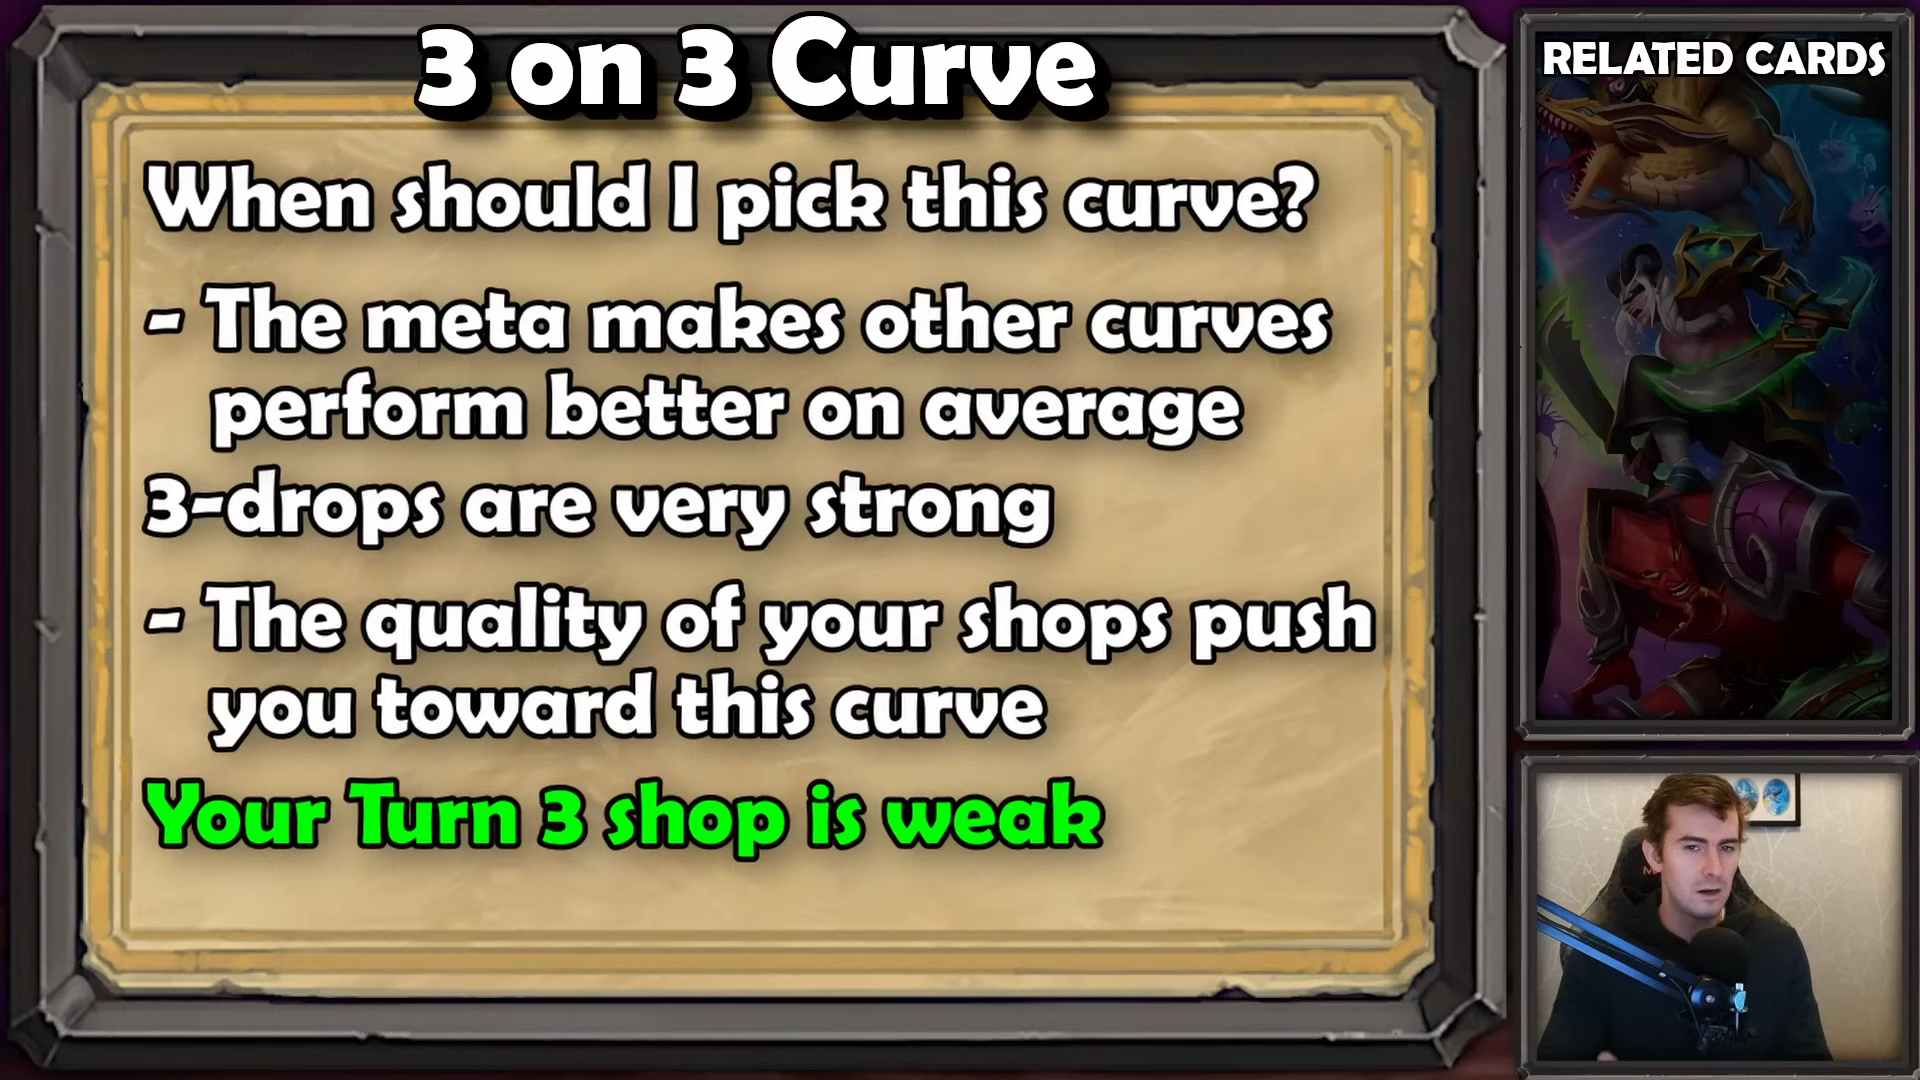 3 on 3 Curve
When should I pick this curve?
- The meta makes other curves
perform better on average
3-drops are very strong
- The quality of your shops push
you toward this curve
Your Turn 3 shop is weak
RELATED CARDS